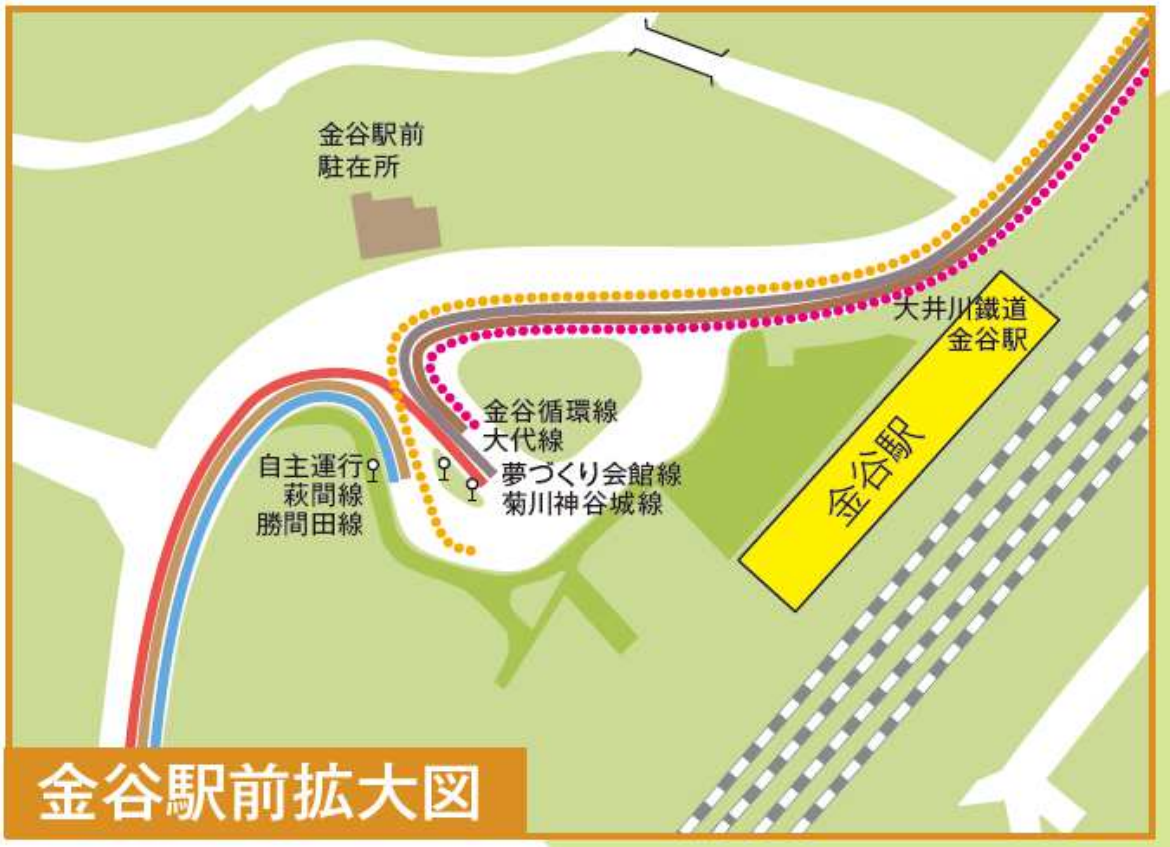 金谷駅前
駐在所
大井川鐵道
金谷駅
金谷駅
金谷循環線
大代線
自主運行
萩間線
勝間田線
夢づくり会館線
菊川神谷城線
金谷駅前拡大図